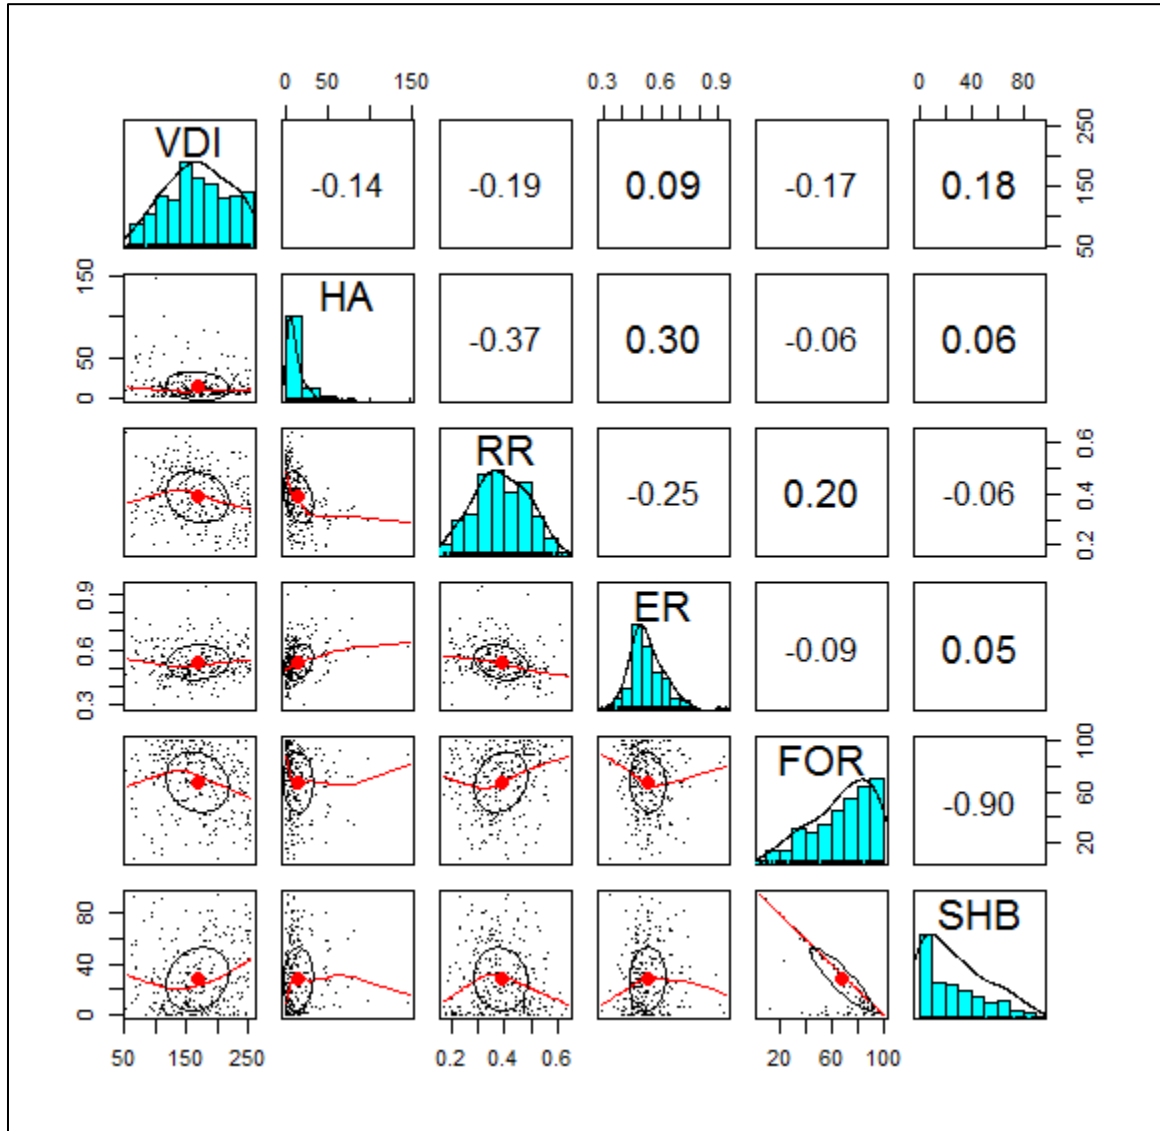 0 50 150 0.3 0.6 0.9 0 40 80
VDI -0.14 -0.19 0.09 -0.17 0.18 50 150 250
0 50 150 HA -0.37 0.30 -0.06 0.06
RR -0.25 0.20 -0.06 0.2 0.4 0.6
0.3 0.6 0.9 ER -0.09 0.05
FOR -0.90 20 60 100
0 40 80 SHB
50 150 250 0.2 0.4 0.6 20 60 100